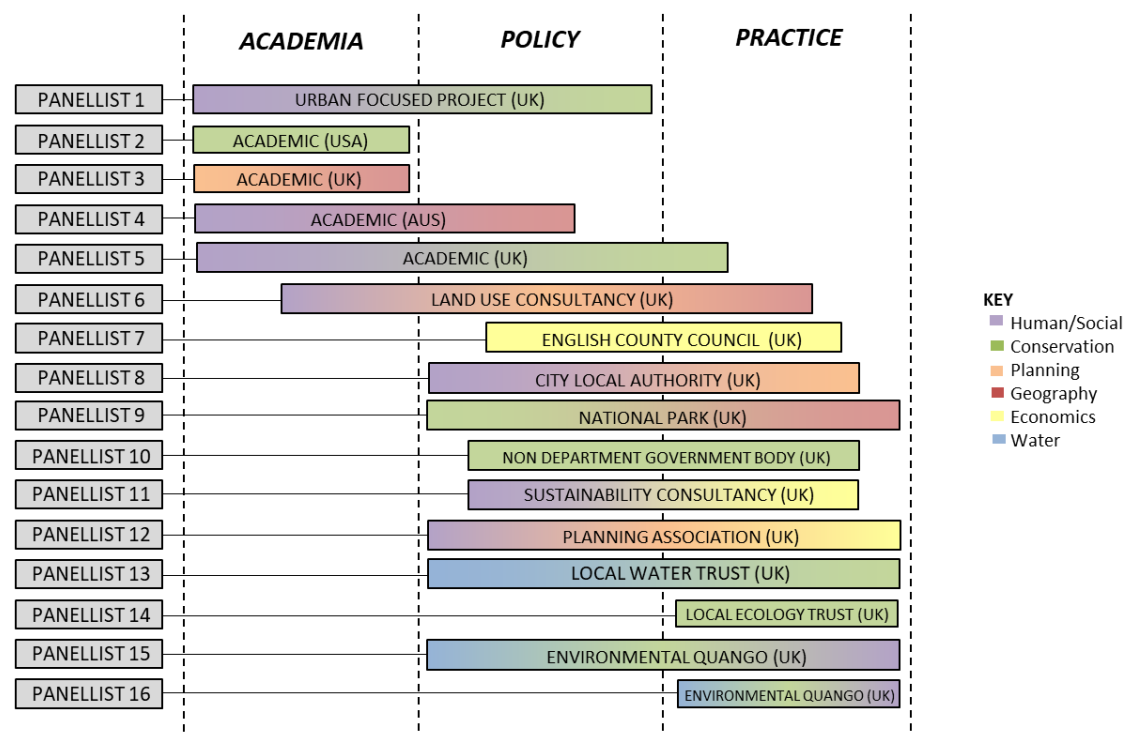 ACADEMIA POLICY PRACTICE
PANELLIST 1 URBAN FOCUSED PROJECT (UK)
PANELLIST 2 ACADEMIC (USA)
PANELLIST 3 ACADEMIC (UK)
PANELLIST 4 ACADEMIC (AUS)
PANELLIST 5 ACADEMIC (UK)
PANELLIST 6 LAND USE CONSULTANCY (UK)
PANELLIST 7 ENGLISH COUNTY COUNCIL (UK)
PANELLIST 8 CITY LOCAL AUTHORITY (UK)
PANELLIST 9 NATIONAL PARK (UK)
PANELLIST 10 NON DEPARTMENT GOVERNMENT BODY (UK)
PANELLIST 11 SUSTAINABILITY CONSULTANCY (UK)
PANELLIST 12 PLANNING ASSOCIATION (UK)
PANELLIST 13 LOCAL WATER TRUST (UK)
PANELLIST 14 LOCAL ECOLOGY TRUST (UK)
PANELLIST 15 ENVIRONMENTAL QUANGO (UK)
PANELLIST 16 ENVIRONMENTAL QUANGO (UK)
KEY
Human/Social
Conservation
Planning
Geography
Economics
Water